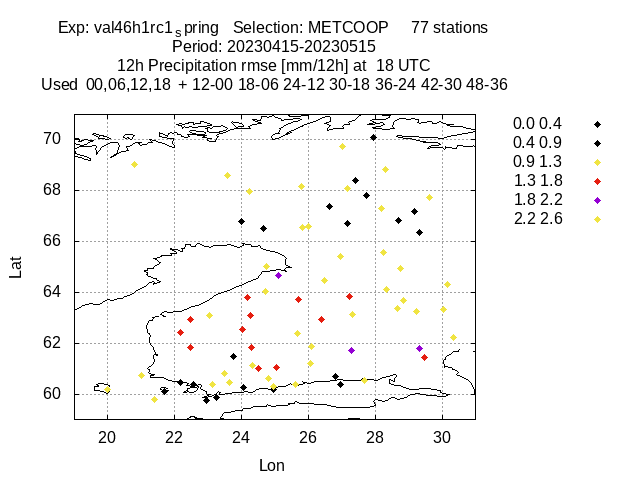 Exp: val46h1rc1spring   Selection: METCOOP     77 stations
Period: 20230415-20230515
12h Precipitation rmse [mm/12h] at  18 UTC
Used  00,06,12,18  + 12-00 18-06 24-12 30-18 36-24 42-30 48-36
0.0 0.4
0.4 0.9
0.9 1.3
1.3 1.8
1.8 2.2
2.2 2.6
70
68
66
64
62
60
Lat
20 22 24 26 28 30
Lon